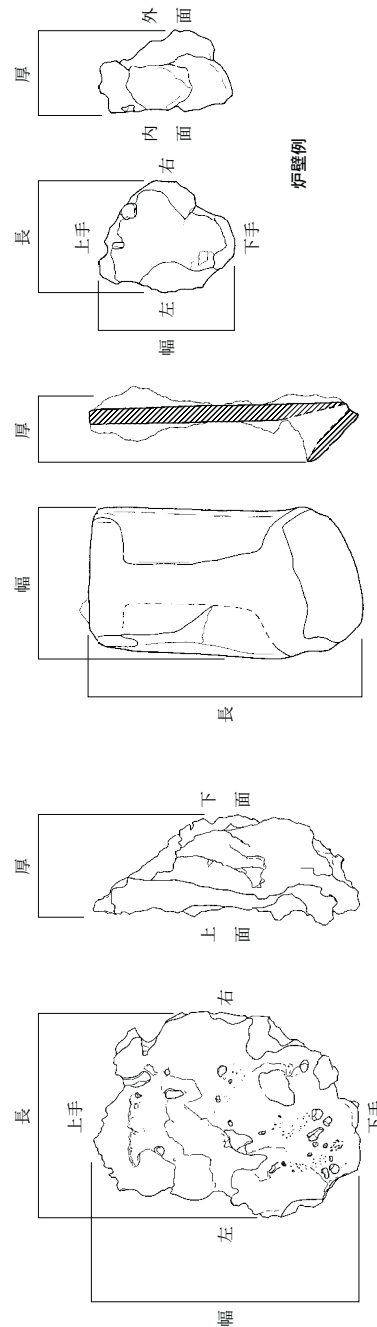 厚
外面
内面
長
上手
右
左
下手
幅
炉壁例
厚
幅
長
厚
下面
上面
長
上手
右
左
下手
幅